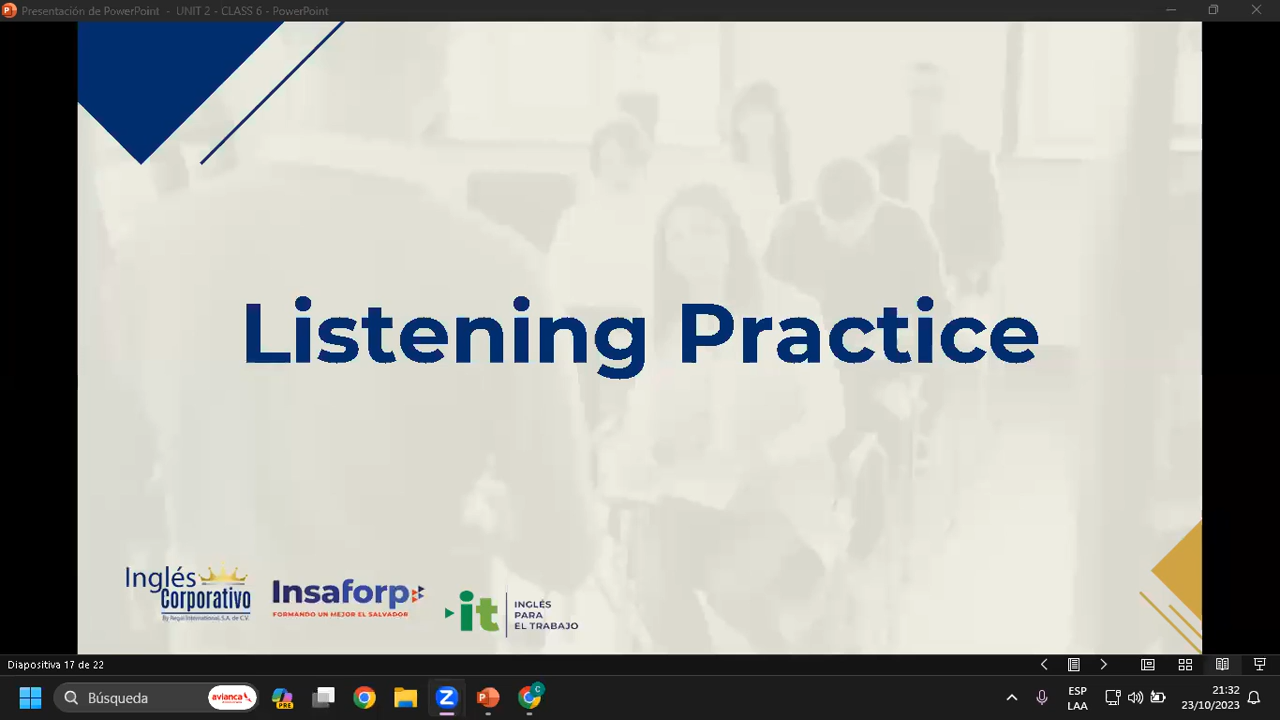 Presentación de PowerPoint - UNIT 2 - CLASS 6 - PowerPoint
Listening Practice
Inglés
Corporativo
By Regal International, S.A. de C.V.
Insaforp
FORMANDO UN MEJOR EL SALVADOR
it
INGLÉS
PARA
EL TRABAJO
Diapositiva 17 de 22
Búsqueda
avianca
PRE
Z
P
C
ESP
LAA
21:32
23/10/2023